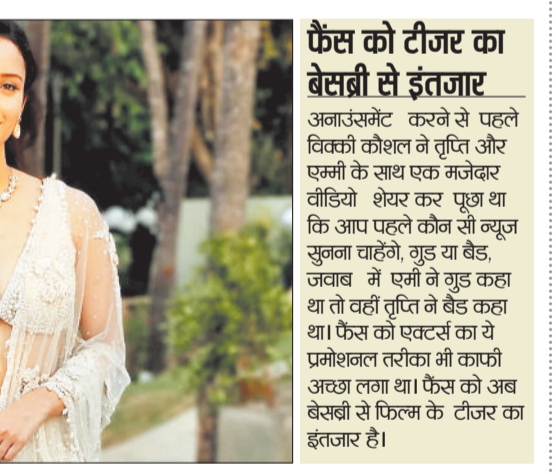 फैंस को टीजर का
बेसब्री से इंतजार
अनाउंसमेंट करने से पहले
विक्की कौशल ने तृप्ति और
एम्मी के साथ एक मजेदार
वीडियो शेयर कर पूछा था
कि आप पहले कौन सी न्यूज
सुनना चाहेंगे, गुड या बैड,
जवाब में एमी ने गुड कहा
था तो वहीं तृप्ति ने बैड कहा
था। फैंस को एक्टर्स का ये
प्रमोशनल तरीका भी काफी
अच्छा लगा था। फैंस को अब
बेसब्री से फिल्म के टीजर का
इंतजार है।